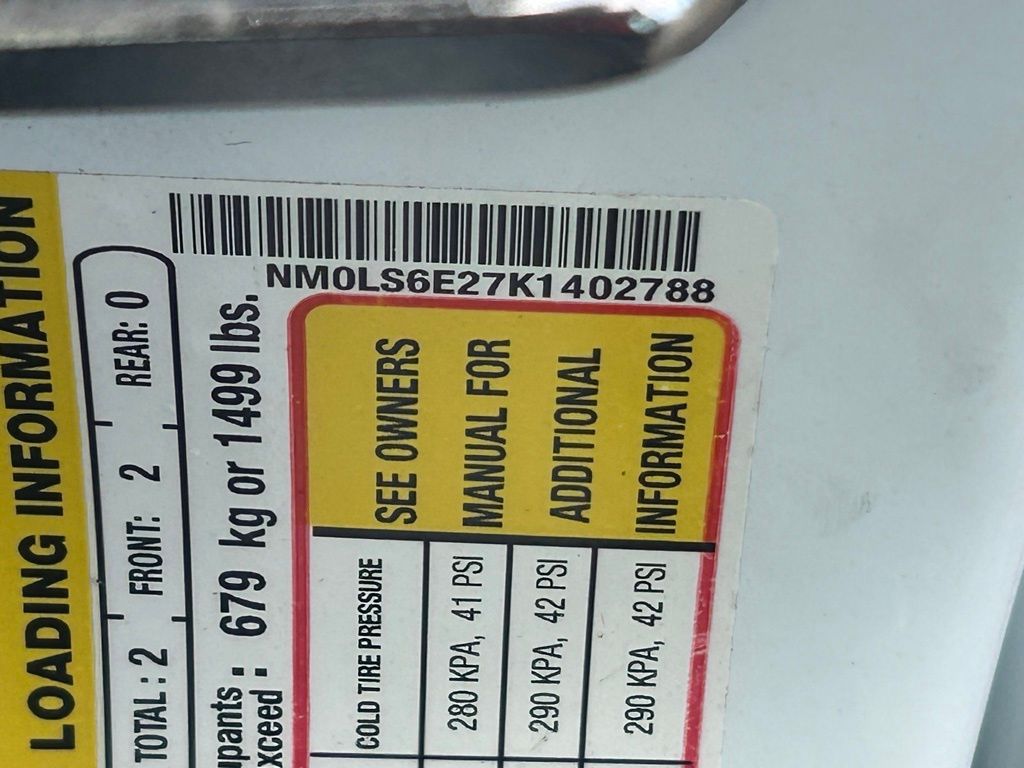 LOADING INFORMATION
TOTAL : 2 FRONT: 2 REAR: 0
upants
xceed : 679 kg or 1499 lbs.
NM0LS6E27K1402788
COLD TIRE PRESSURE
280 KPA, 41 PSI
290 KPA, 42 PSI
290 KPA, 42 PSI
SEE OWNERS
MANUAL FOR
ADDITIONAL
INFORMATION